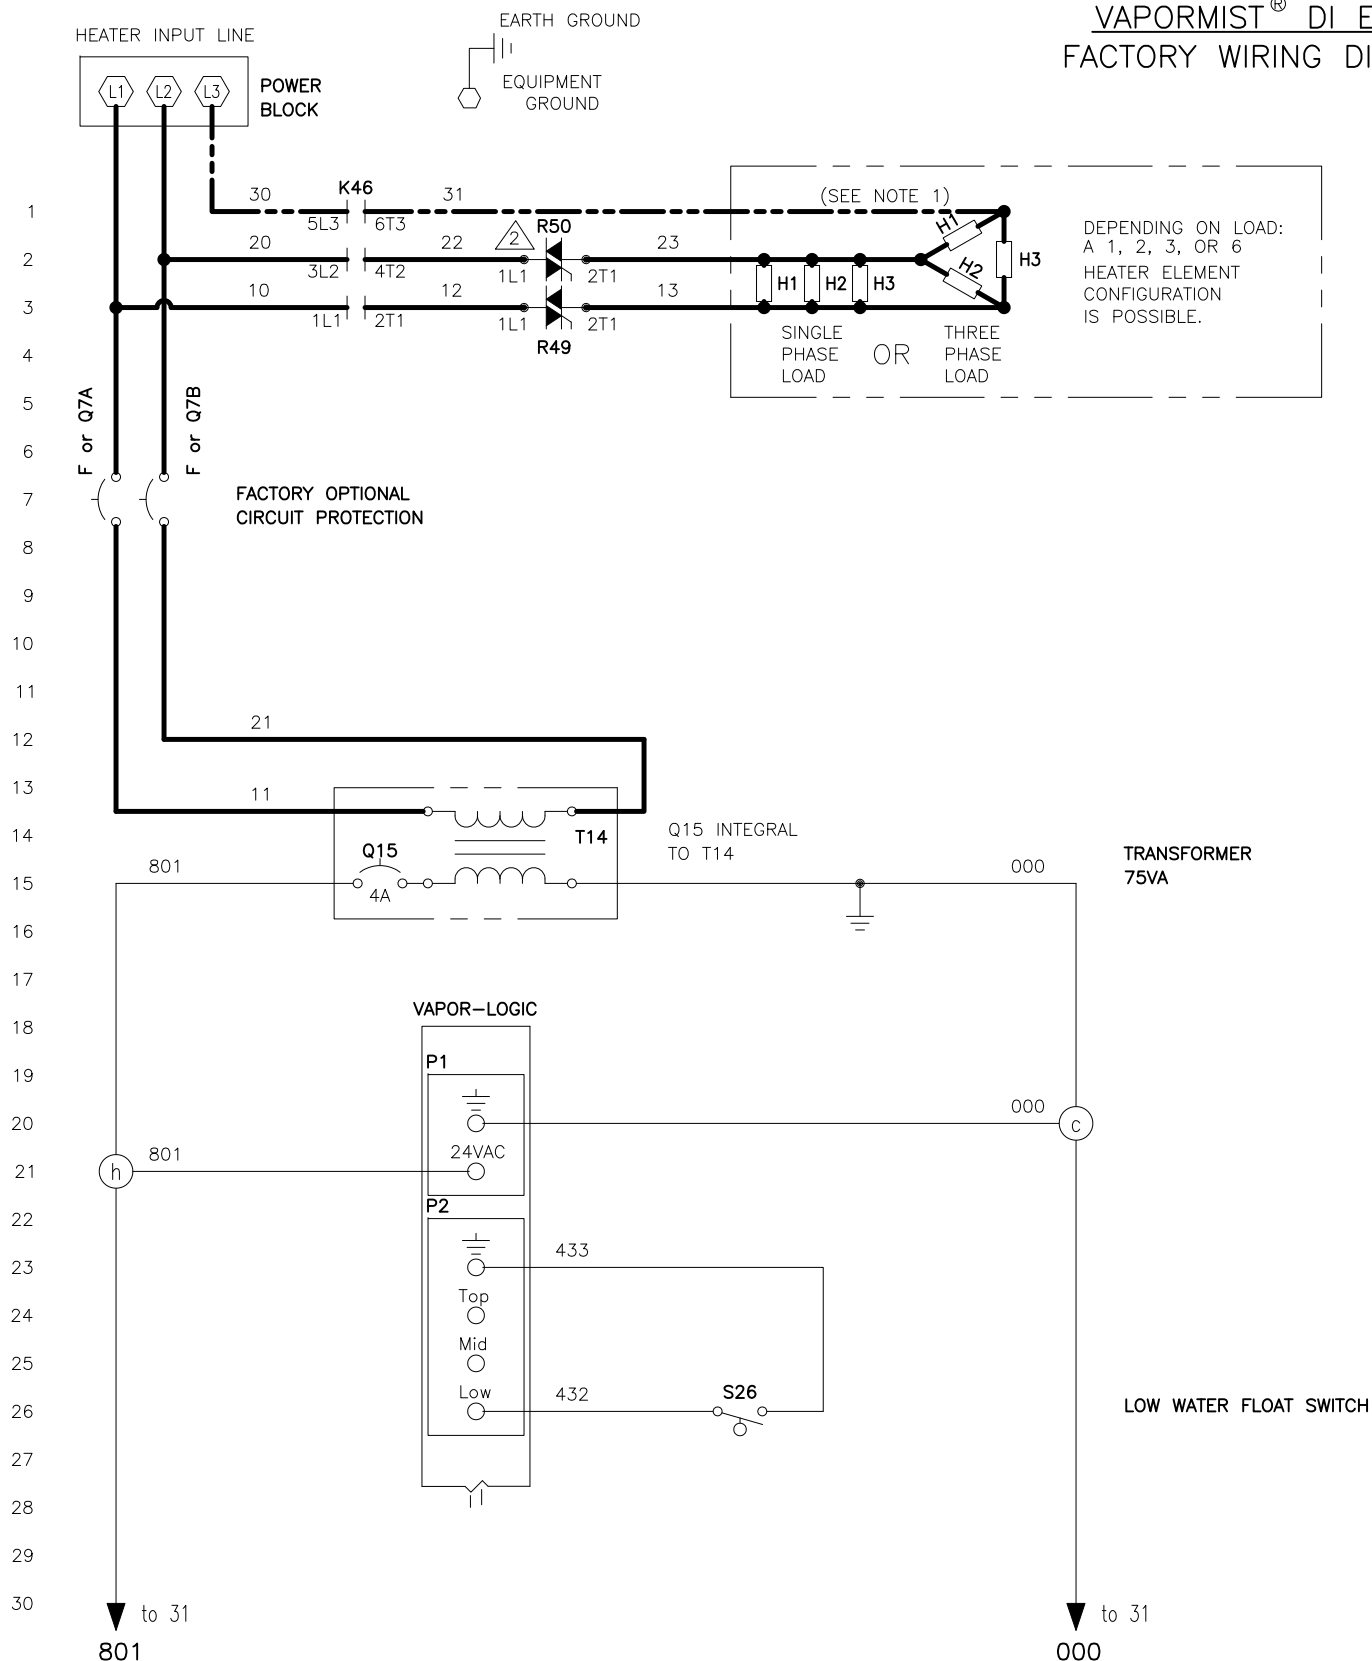 VAPORMIST® DI E
FACTORY WIRING DI
EARTH GROUND
EQUIPMENT
GROUND
HEATER INPUT LINE
L1 L2 L3
POWER
BLOCK
1
30 K46 31
(SEE NOTE 1)
5L3 6T3
R50
H1
2
20 22 2 23
3L2 4T2
1L1 2T1
H1 H2 H3
H2
H3
DEPENDING ON LOAD:
A 1, 2, 3, OR 6
HEATER ELEMENT
CONFIGURATION
IS POSSIBLE.
3
10 12 13
1L1 2T1
1L1 2T1
R49
SINGLE
PHASE
LOAD
OR
THREE
PHASE
LOAD
4
5
F or Q7A
F or Q7B
6
7
FACTORY OPTIONAL
CIRCUIT PROTECTION
8
9
10
11
12
21
13
11
14
T14
Q15 INTEGRAL
TO T14
15
801
Q15
4A
000
TRANSFORMER
75VA
16
17
18
VAPOR-LOGIC
19
P1
20
000
c
21
h
801
24VAC
22
P2
23
433
24
Top
25
Mid
26
Low
432
S26
LOW WATER FLOAT SWITCH
27
28
29
30
to 31
801
to 31
000